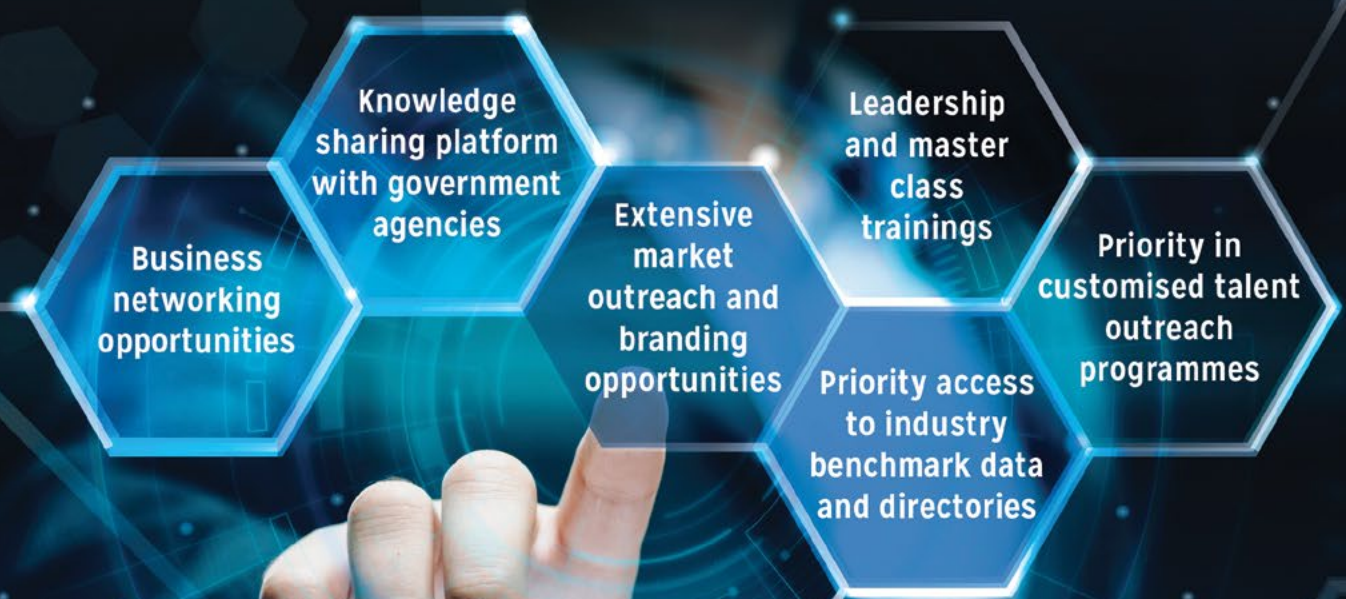 Business
networking
opportunities
Knowledge
sharing platform
with government
agencies
Extensive
market
outreach and
branding
opportunities
Leadership
and master
class
trainings
Priority access
to industry
benchmark data
and directories
Priority in
customised talent
outreach
programmes